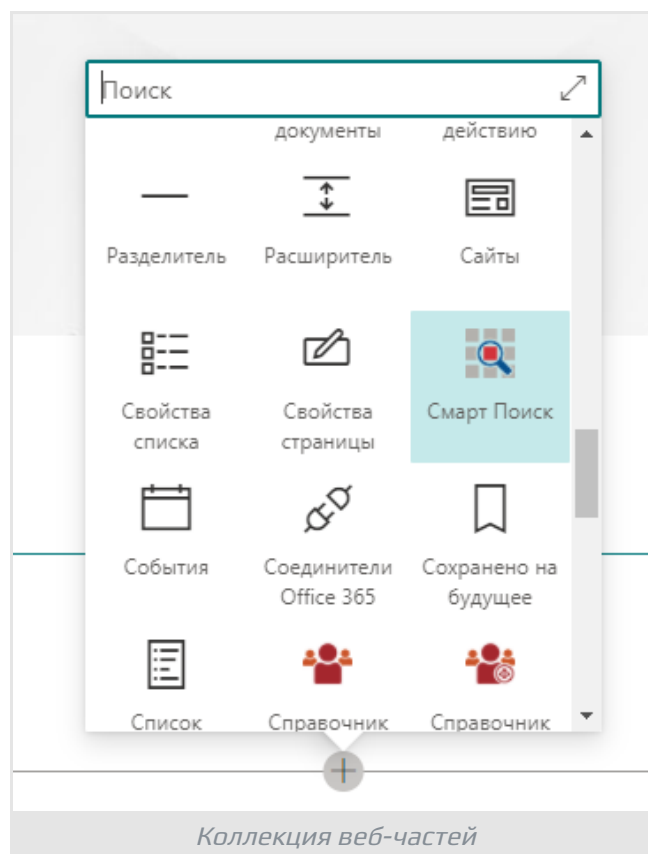 Поиск
документы действию
Разделитель Расширитель Сайты
Свойства Свойства Смарт Поиск
списка страницы
События Соединители Сохранено на
Office 365 будущее
Список Справочник Справочник
Коллекция веб-частей